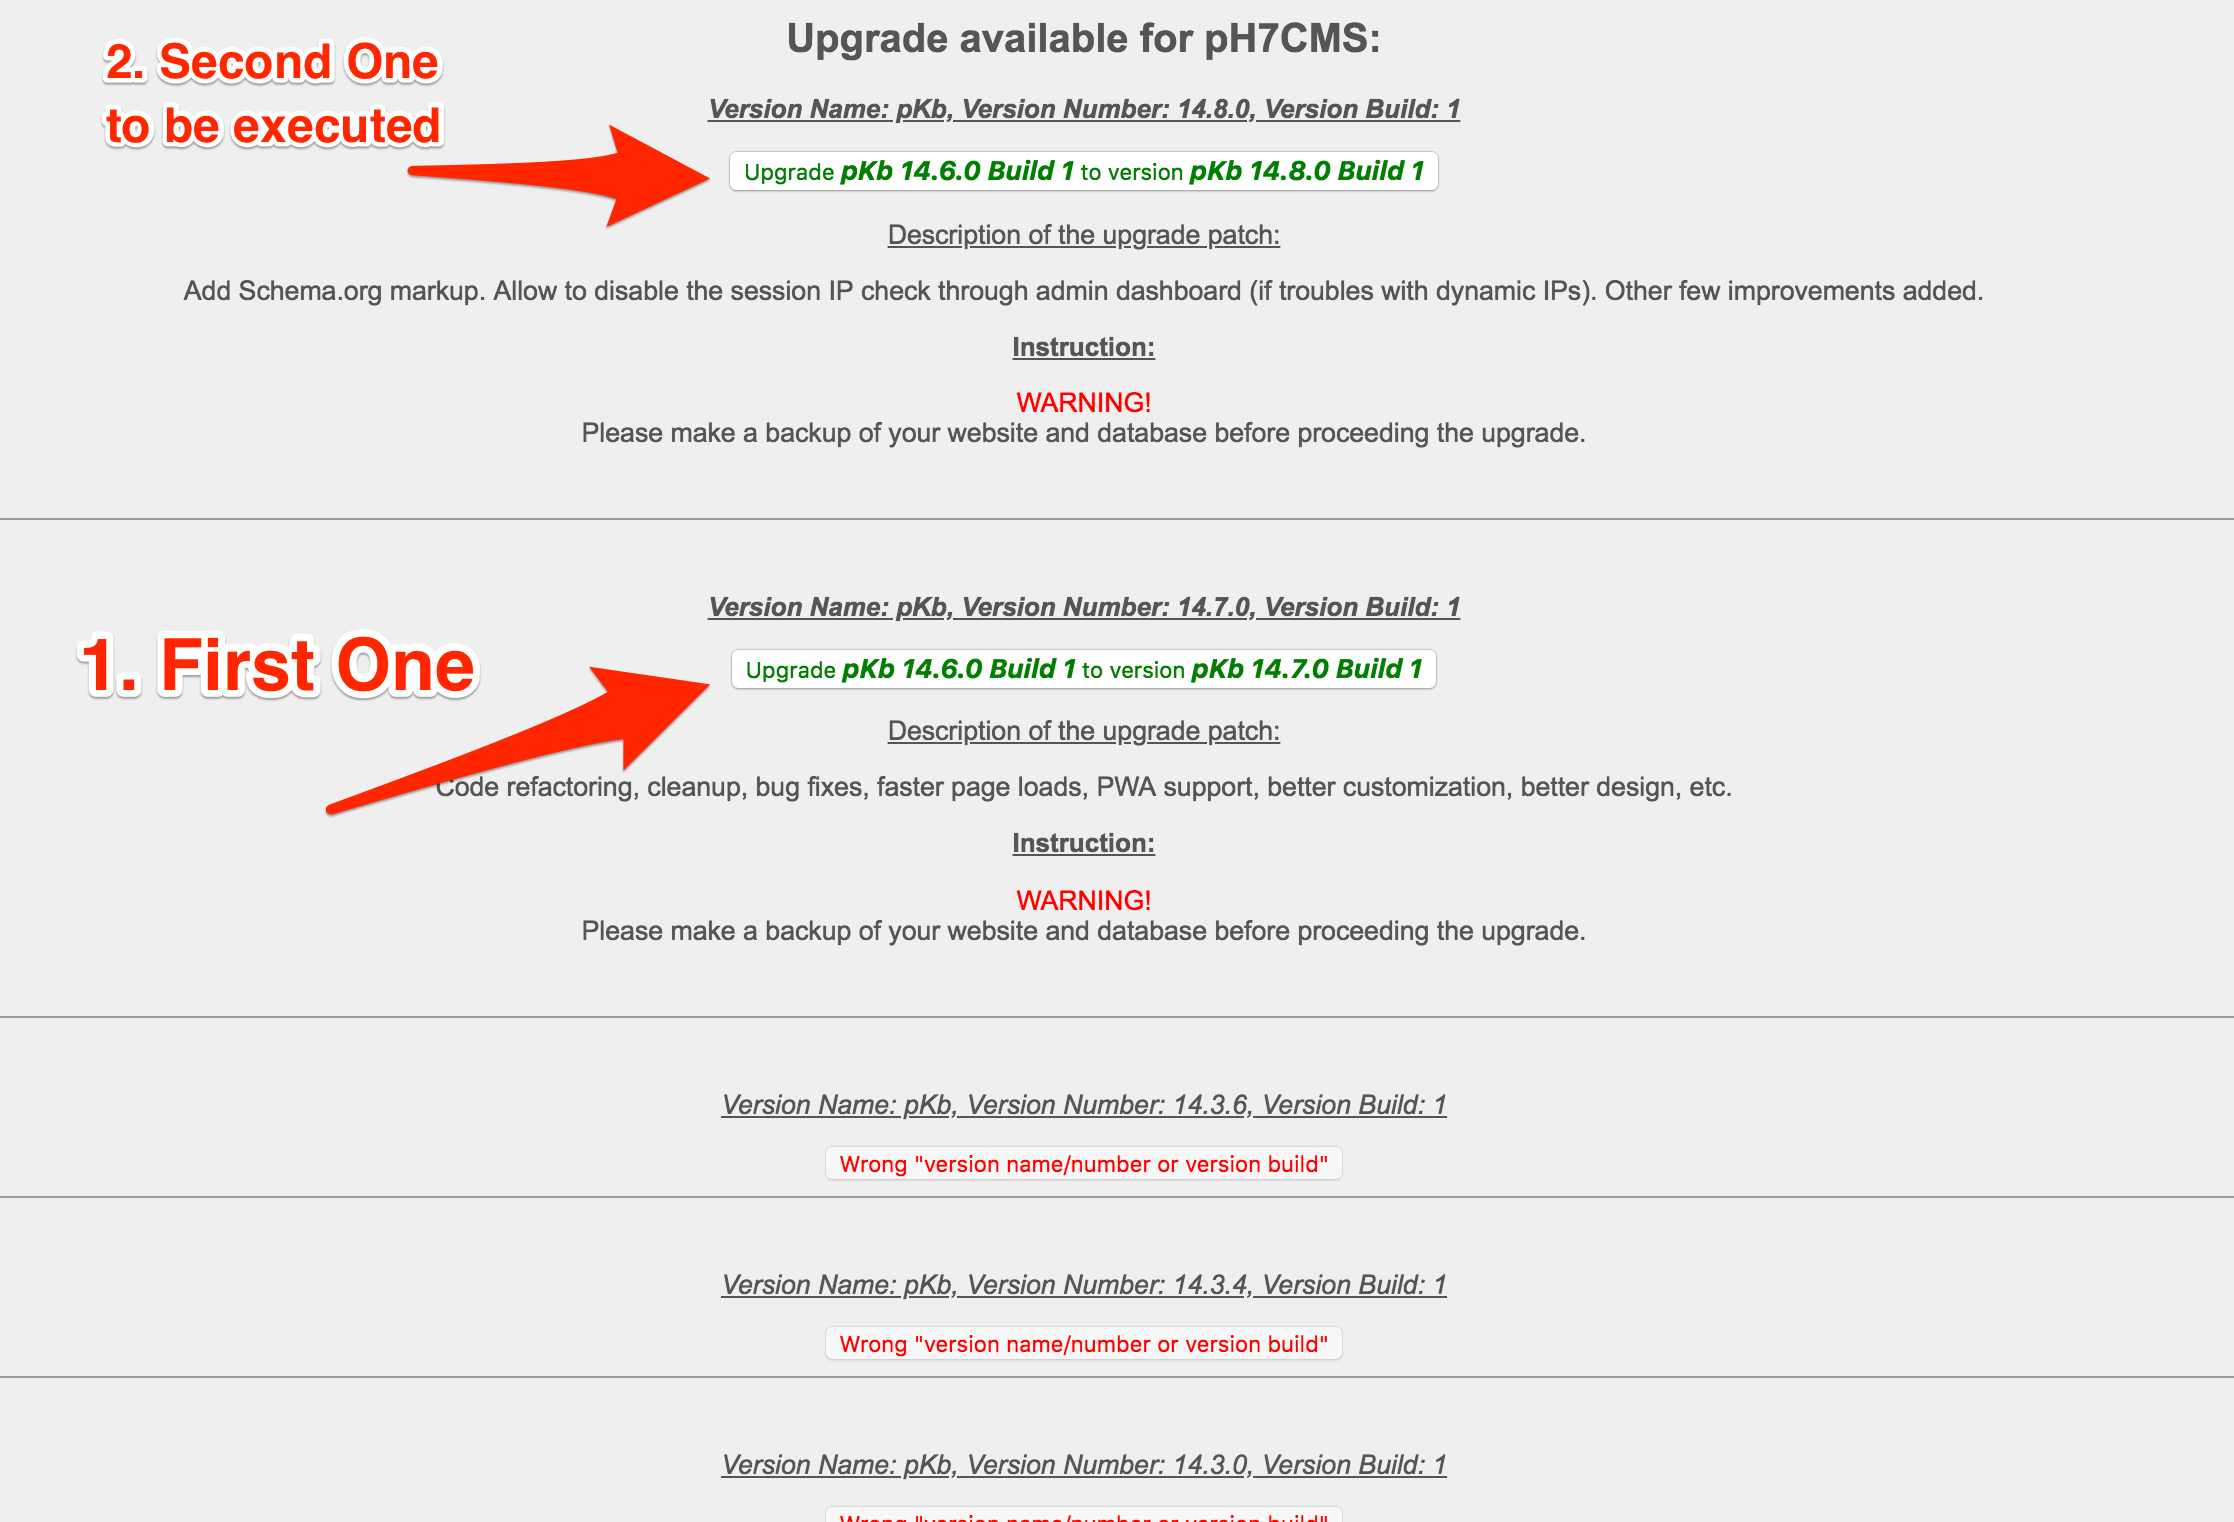 Upgrade available for pH7CMS:
2. Second One
to be executed
Version Name: pKb, Version Number: 14.8.0, Version Build: 1
Upgrade pKb 14.6.0 Build 1 to version pKb 14.8.0 Build 1
Description of the upgrade patch:
Add Schema.org markup. Allow to disable the session IP check through admin dashboard (if troubles with dynamic IPs). Other few improvements added.
Instruction:
WARNING!
Please make a backup of your website and database before proceeding the upgrade.
Version Name: pKb, Version Number: 14.7.0, Version Build: 1
1. First One
Upgrade pKb 14.6.0 Build 1 to version pKb 14.7.0 Build 1
Description of the upgrade patch:
Code refactoring, cleanup, bug fixes, faster page loads, PWA support, better customization, better design, etc.
Instruction:
WARNING!
Please make a backup of your website and database before proceeding the upgrade.
Version Name: pKb, Version Number: 14.3.6, Version Build: 1
Wrong "version name/number or version build"
Version Name: pKb, Version Number: 14.3.4, Version Build: 1
Wrong "version name/number or version build"
Version Name: pKb, Version Number: 14.3.0, Version Build: 1
Wrong "version name/number or version build"